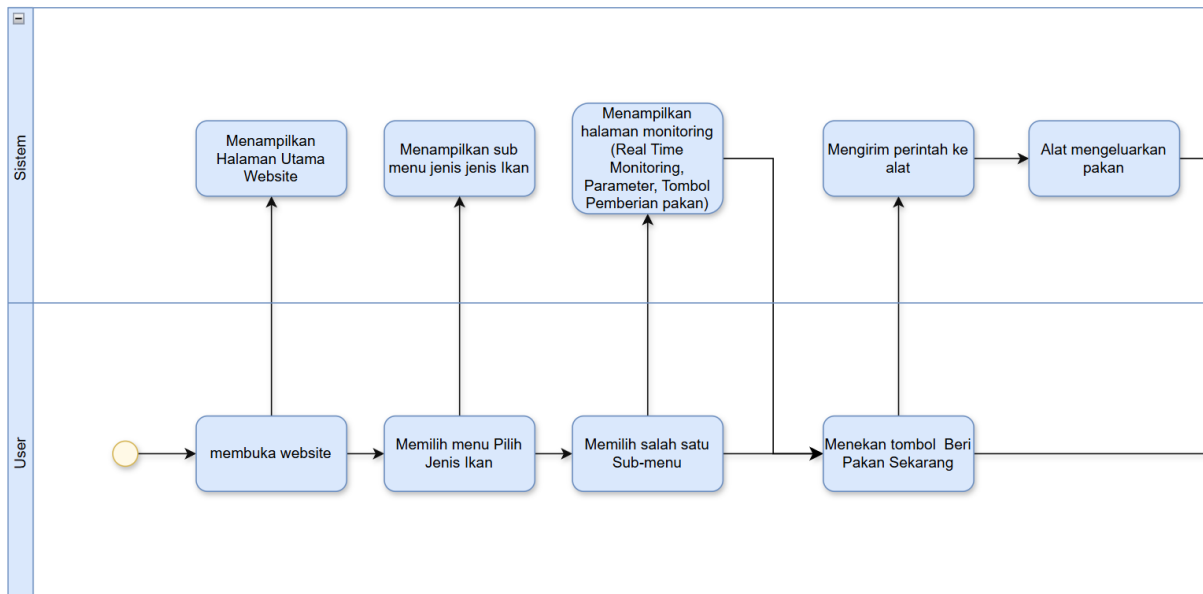 Sistem
Menampilkan
Halaman Utama
Website
Menampilkan sub
menu jenis jenis Ikan
Menampilkan
halaman monitoring
(Real Time
Monitoring,
Parameter, Tombol
Pemberian pakan)
Mengirim perintah ke
alat
Alat mengeluarkan
pakan
User
membuka website
Memilih menu Pilih
Jenis Ikan
Memilih salah satu
Sub-menu
Menekan tombol Beri
Pakan Sekarang